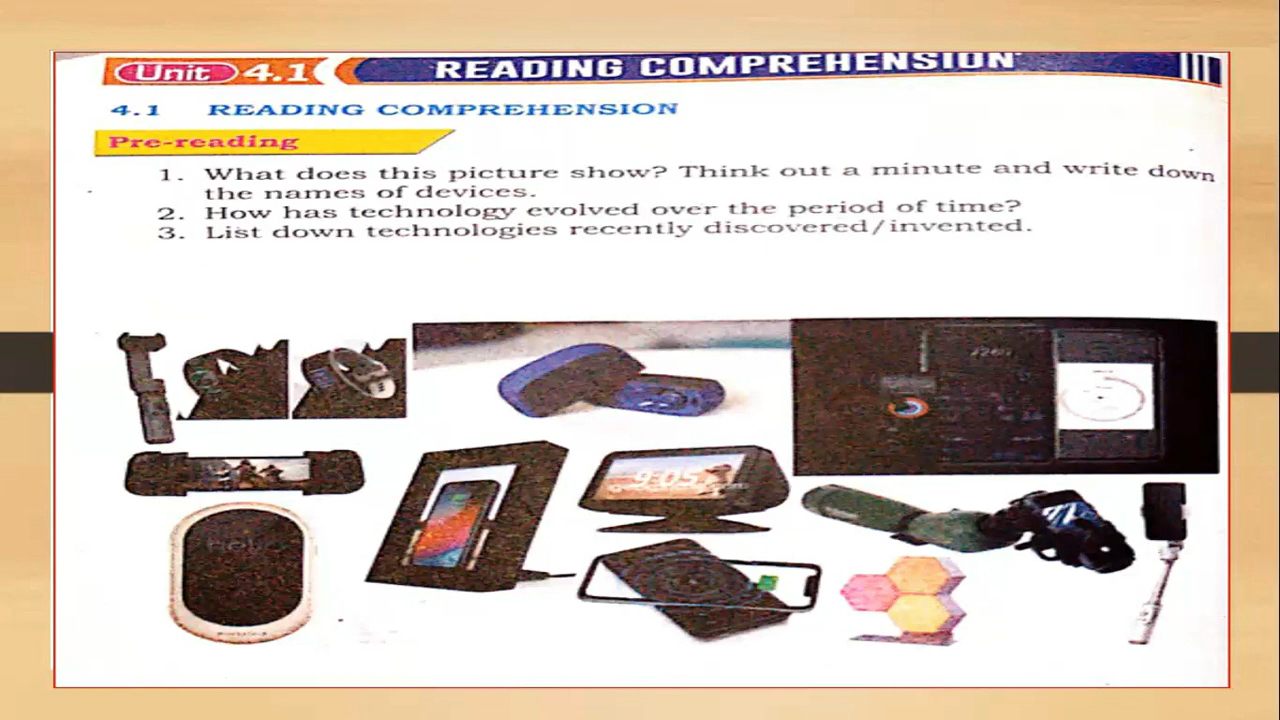 Unit 4.1 READING COMPREHENSION
4.1 READING COMPREHENSION
Pre-reading
1. What does this picture show? Think out a minute and write down
the names of devices.
2. How has technology evolved over the period of time?
3. List down technologies recently discovered/invented.
9:05